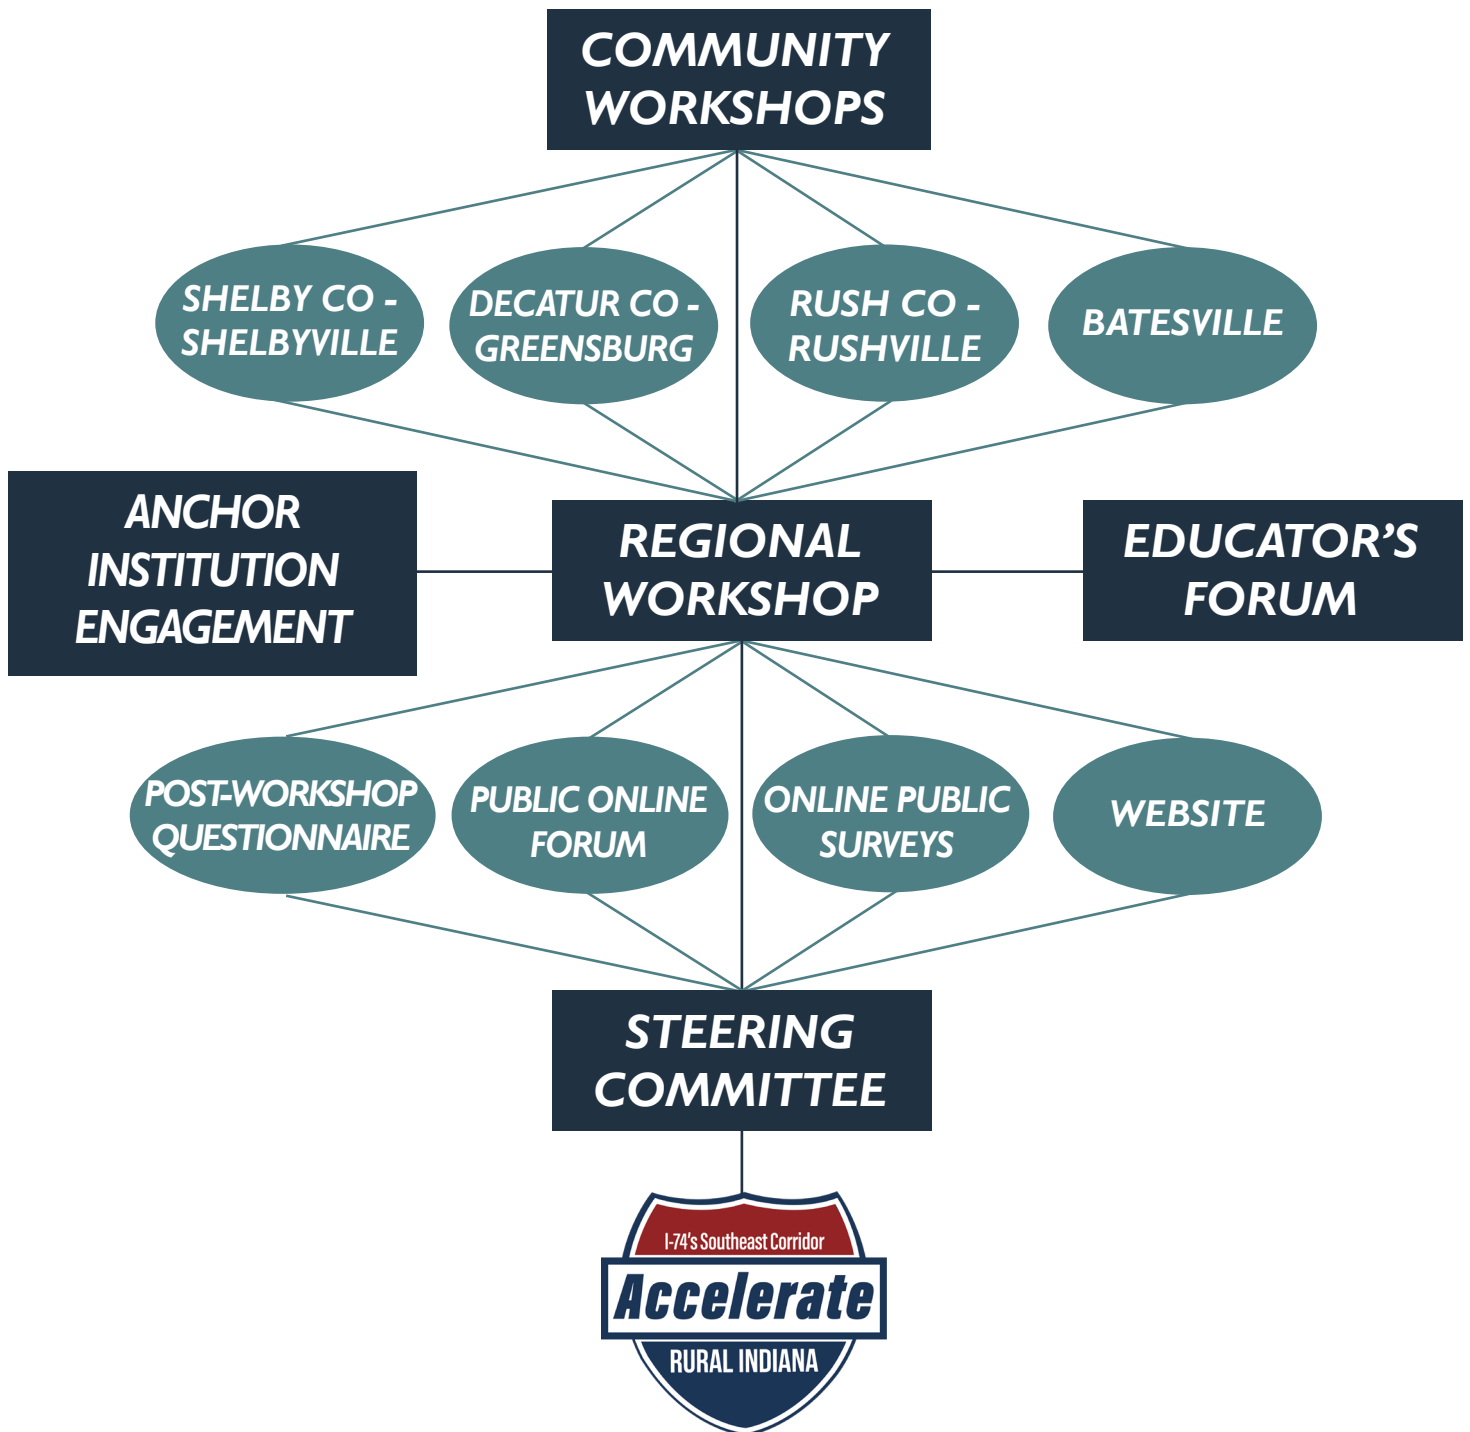 COMMUNITY
WORKSHOPS
SHELBY CO -
SHELBYVILLE
DECATUR CO -
GREENSBURG
RUSH CO -
RUSHVILLE
BATESVILLE
ANCHOR
INSTITUTION
ENGAGEMENT
REGIONAL
WORKSHOP
EDUCATOR’S
FORUM
POST-WORKSHOP
QUESTIONNAIRE
PUBLIC ONLINE
FORUM
ONLINE PUBLIC
SURVEYS
WEBSITE
STEERING
COMMITTEE
I-74's Southeast Corridor
Accelerate
RURAL INDIANA